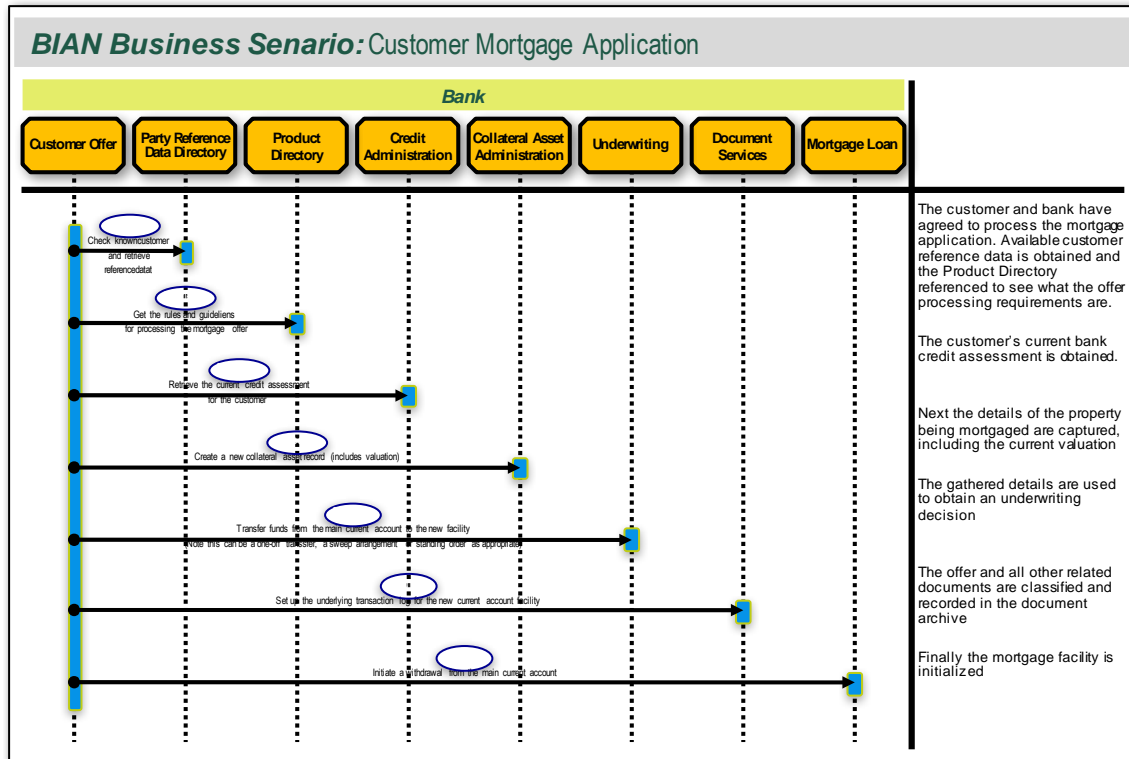 BIAN Business Senario: Customer Mortgage Application
Bank
Customer Offer
Party Reference
Data Directory
Product
Directory
Credit
Administration
Collateral Asset
Administration
Underwriting
Document
Services
Mortgage Loan
Check knowncustomer
and retrieve
referencedatat
Get the rules and guideliens
for processing the mortgage offer
Retrieve the current credit assessment
for the customer
Create a new collateral asset record (includes valuation)
Transfer funds from the main current account to the new facility
(Note this can be a one-off transfer, a sweep arrangement standing order as appropriate
Set up the underlying transaction log for the new current account facility
Initiate a withdrawal from the main current account
The customer and bank have
agreed to process the mortgage
application. Available customer
reference data is obtained and
the Product Directory
referenced to see what the offer
processing requirements are.
The customer's current bank
credit assessment is obtained.
Next the details of the property
being mortgaged are captured,
including the current valuation
The gathered details are used
to obtain an underwriting
decision
The offer and all other related
documents are classified and
recorded in the document
archive
Finally the mortgage facility is
initialized